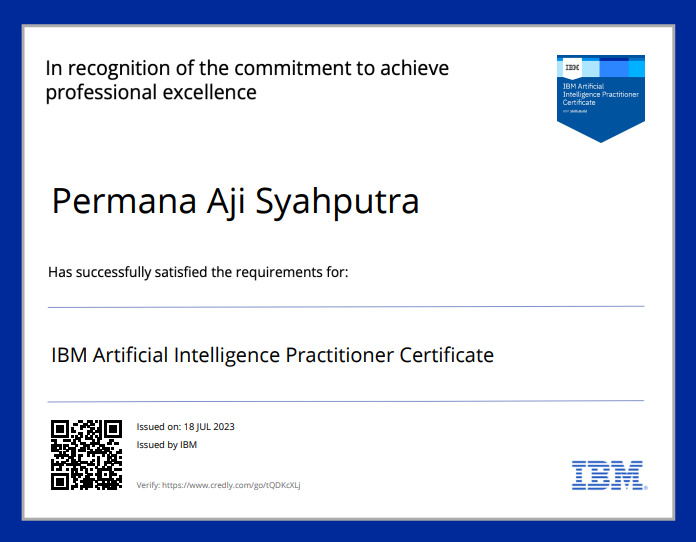 In recognition of the commitment to achieve
professional excellence
IBM
IBM Artificial
Intelligence Practitioner
Certificate
IBM SkillsBuild
Permana Aji Syahputra
Has successfully satisfied the requirements for:
IBM Artificial Intelligence Practitioner Certificate
Issued on: 18 JUL 2023
Issued by IBM
Verify: https://www.credly.com/go/tQDKcXLj
IBM®